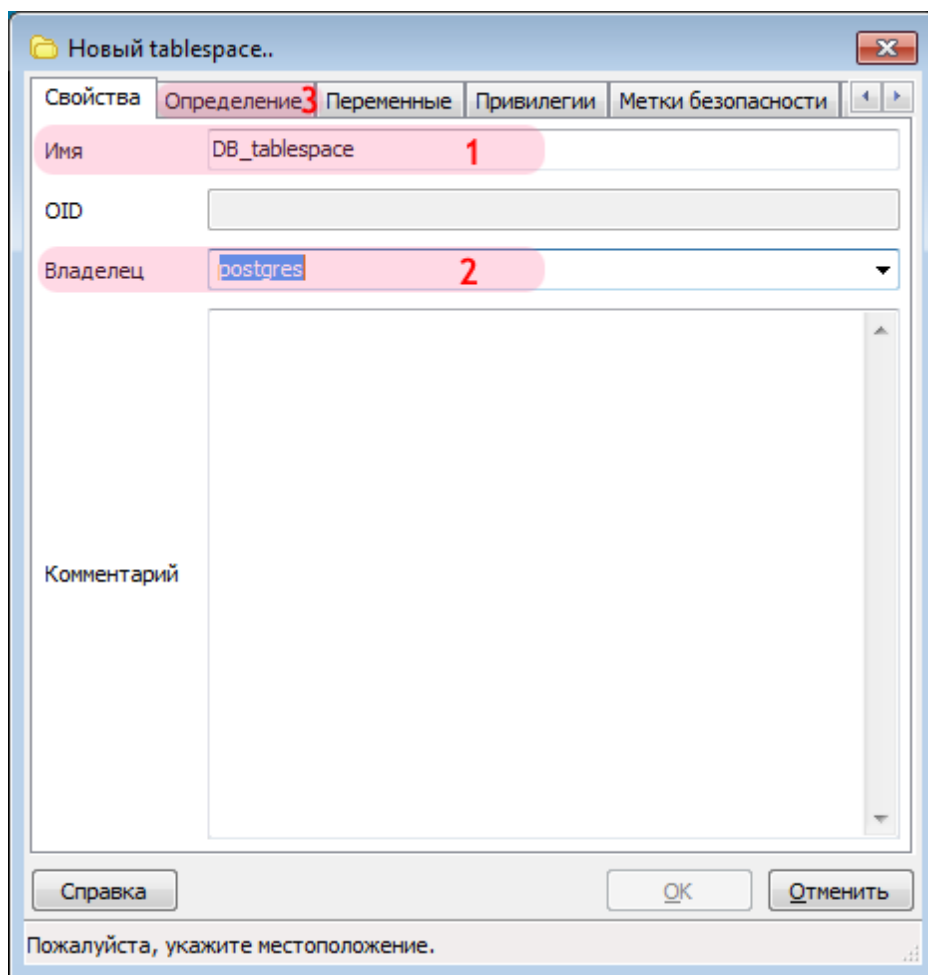 Новый tablespace..
Свойства Определение 3 Переменные Привилегии Метки безопасности
Имя DB_tablespace 1
OID
Владелец postgres 2
Комментарий
Справка OK Отменить
Пожалуйста, укажите местоположение.